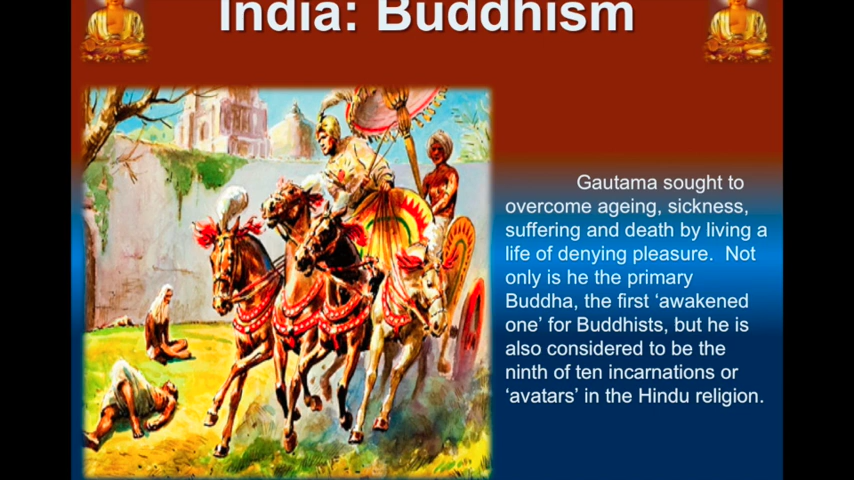 India: Buddhism
Gautama sought to
overcome ageing, sickness,
suffering and death by living a
life of denying pleasure.  Not
only is he the primary
Buddha, the first ‘awakened
one’ for Buddhists, but he is
also considered to be the
ninth of ten incarnations or
‘avatars’ in the Hindu religion.